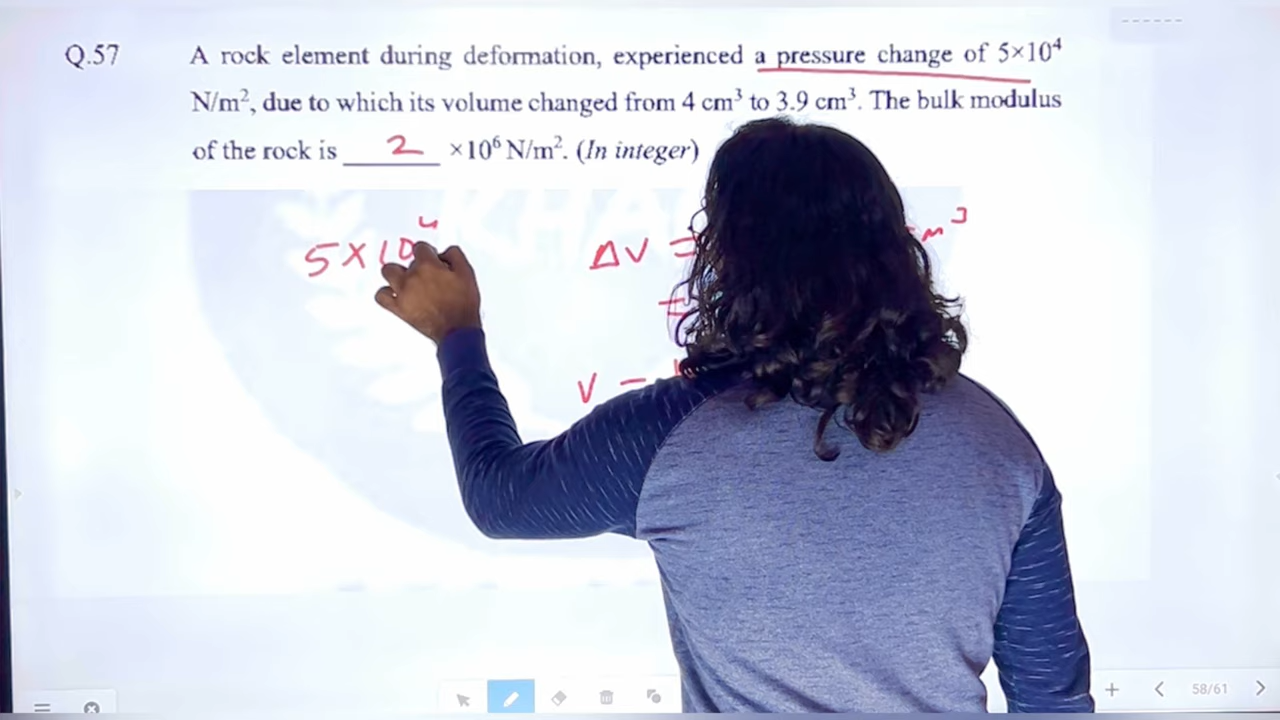 Q.57 A rock element during deformation, experienced a pressure change of 5×10⁴
N/m², due to which its volume changed from 4 cm³ to 3.9 cm³. The bulk modulus
of the rock is 2 ×10⁶ N/m². (In integer)
5×10⁴ ΔV = m³
=
V =
58/61